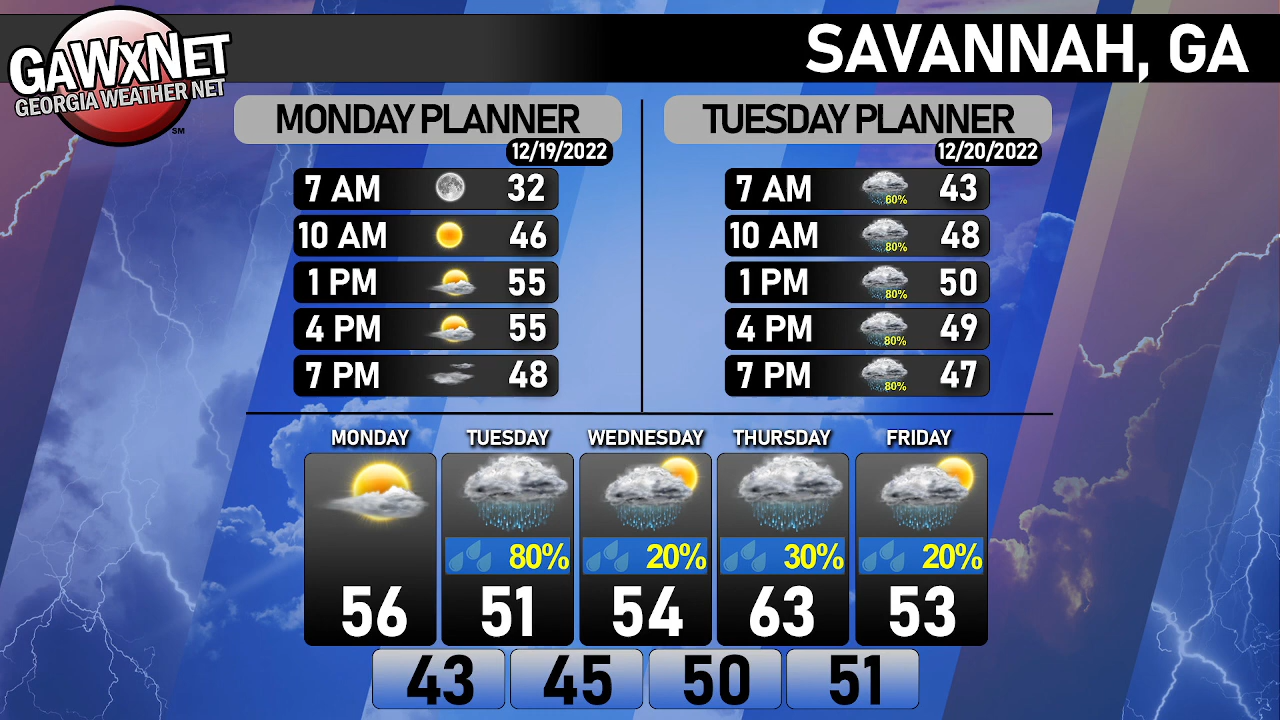 GAWxNET
GEORGIA WEATHER NET
SM
SAVANNAH, GA
MONDAY PLANNER
12/19/2022
7 AM 32
10 AM 46
1 PM 55
4 PM 55
7 PM 48
TUESDAY PLANNER
12/20/2022
7 AM 60% 43
10 AM 80% 48
1 PM 80% 50
4 PM 80% 49
7 PM 80% 47
MONDAY TUESDAY WEDNESDAY THURSDAY FRIDAY
80% 20% 30% 20%
56 51 54 63 53
43 45 50 51